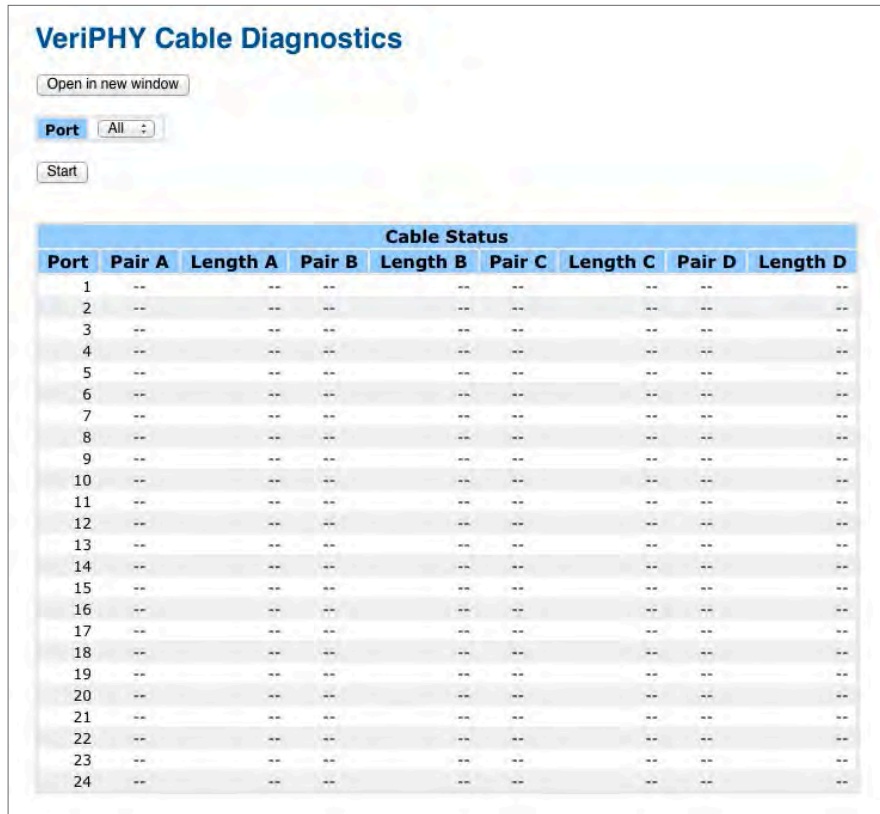 VeriPHY Cable Diagnostics
Open in new window
Port All
Start
Cable Status
Port Pair A Length A Pair B Length B Pair C Length C Pair D Length D
1 -- -- -- -- -- -- -- --
2 -- -- -- -- -- -- -- --
3 -- -- -- -- -- -- -- --
4 -- -- -- -- -- -- -- --
5 -- -- -- -- -- -- -- --
6 -- -- -- -- -- -- -- --
7 -- -- -- -- -- -- -- --
8 -- -- -- -- -- -- -- --
9 -- -- -- -- -- -- -- --
10 -- -- -- -- -- -- -- --
11 -- -- -- -- -- -- -- --
12 -- -- -- -- -- -- -- --
13 -- -- -- -- -- -- -- --
14 -- -- -- -- -- -- -- --
15 -- -- -- -- -- -- -- --
16 -- -- -- -- -- -- -- --
17 -- -- -- -- -- -- -- --
18 -- -- -- -- -- -- -- --
19 -- -- -- -- -- -- -- --
20 -- -- -- -- -- -- -- --
21 -- -- -- -- -- -- -- --
22 -- -- -- -- -- -- -- --
23 -- -- -- -- -- -- -- --
24 -- -- -- -- -- -- -- --